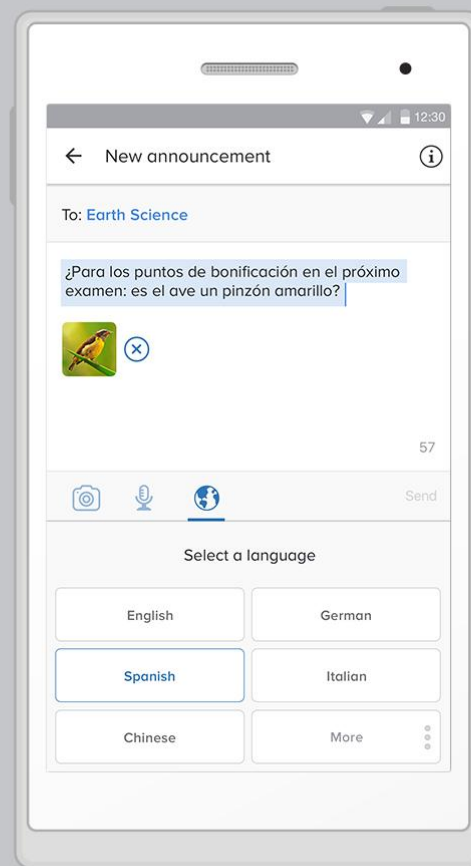 12:30
New announcement
To: Earth Science
¿Para los puntos de bonificación en el próximo
examen: es el ave un pinzón amarillo?
57
Send
Select a language
English
German
Spanish
Italian
Chinese
More